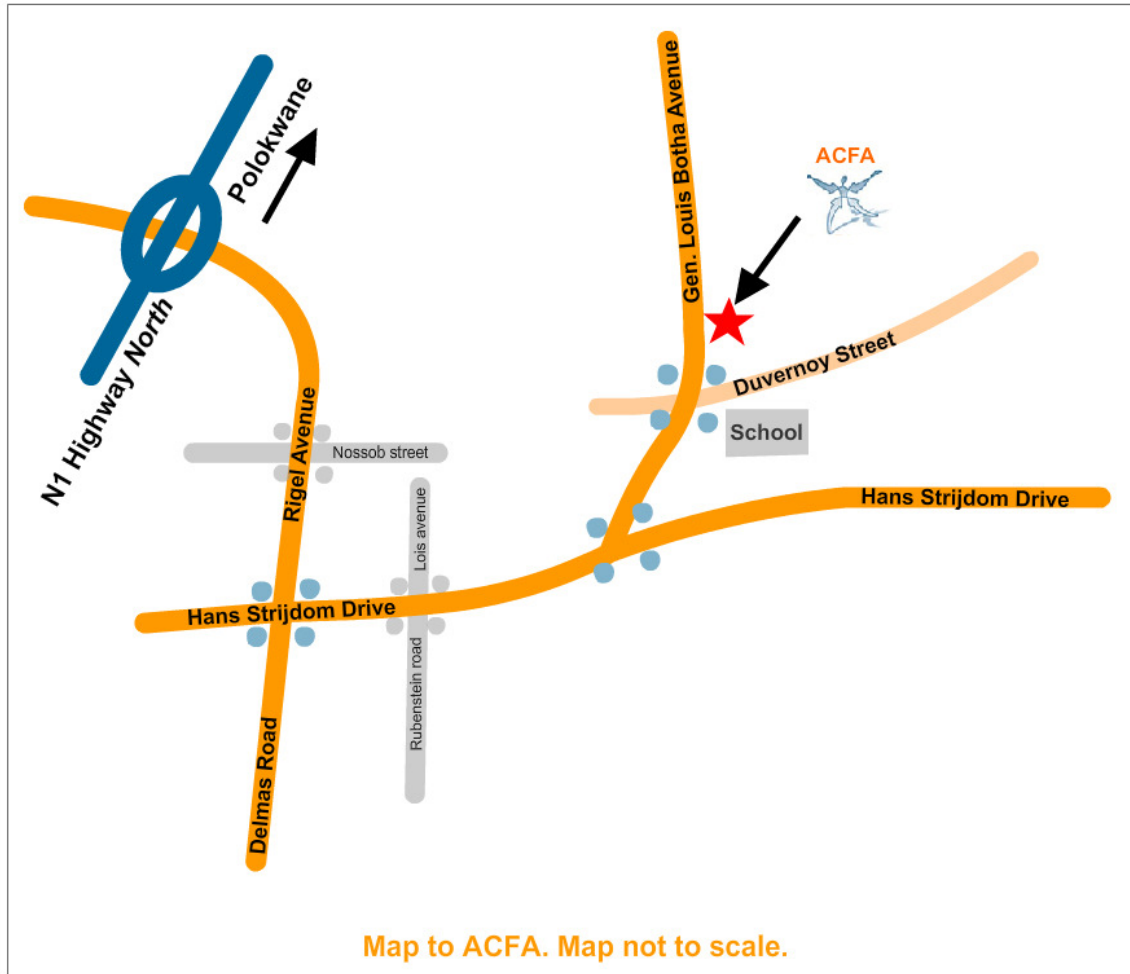 Polokwane
N1 Highway North
Gen. Louis Botha Avenue
ACFA
Duvernoy Street
School
Rigel Avenue
Nossob street
Lois avenue
Hans Strijdom Drive
Hans Strijdom Drive
Rubenstein road
Delmas Road
Map to ACFA. Map not to scale.